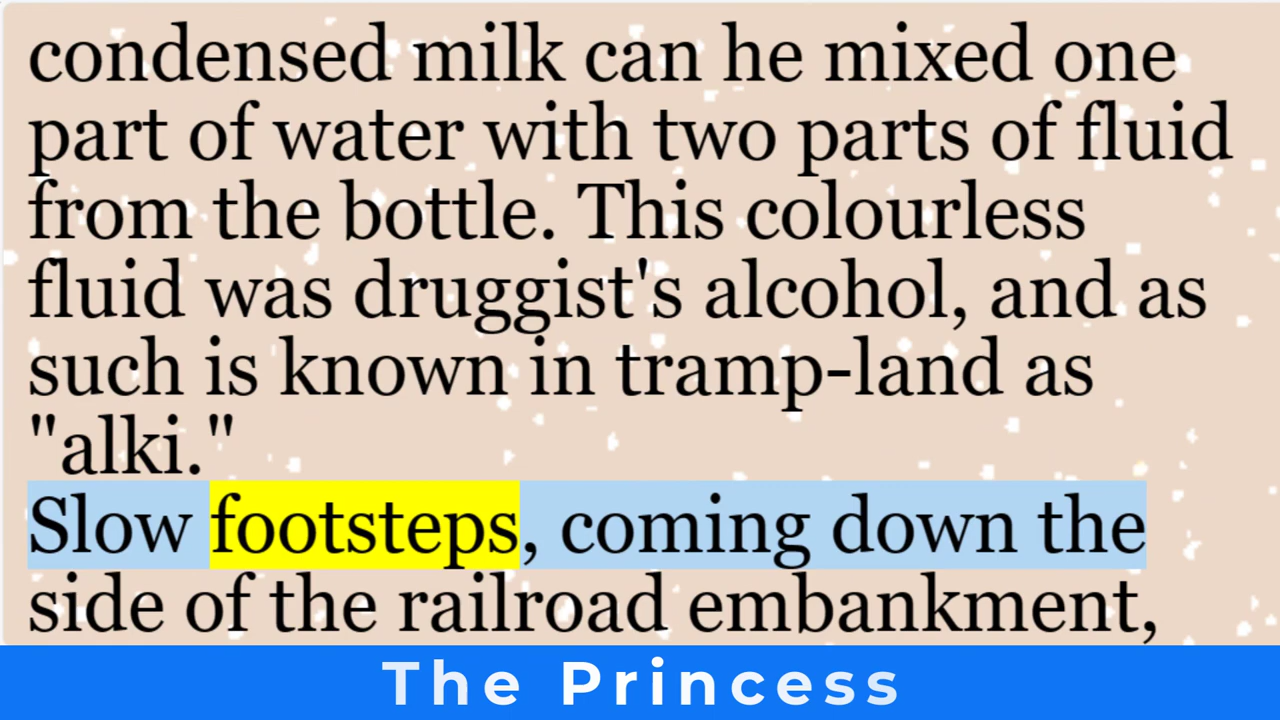 condensed milk can he mixed one
part of water with two parts of fluid
from the bottle. This colourless
fluid was druggist's alcohol, and as
such is known in tramp-land as
"alki."
Slow footsteps, coming down the
side of the railroad embankment,
The Princess